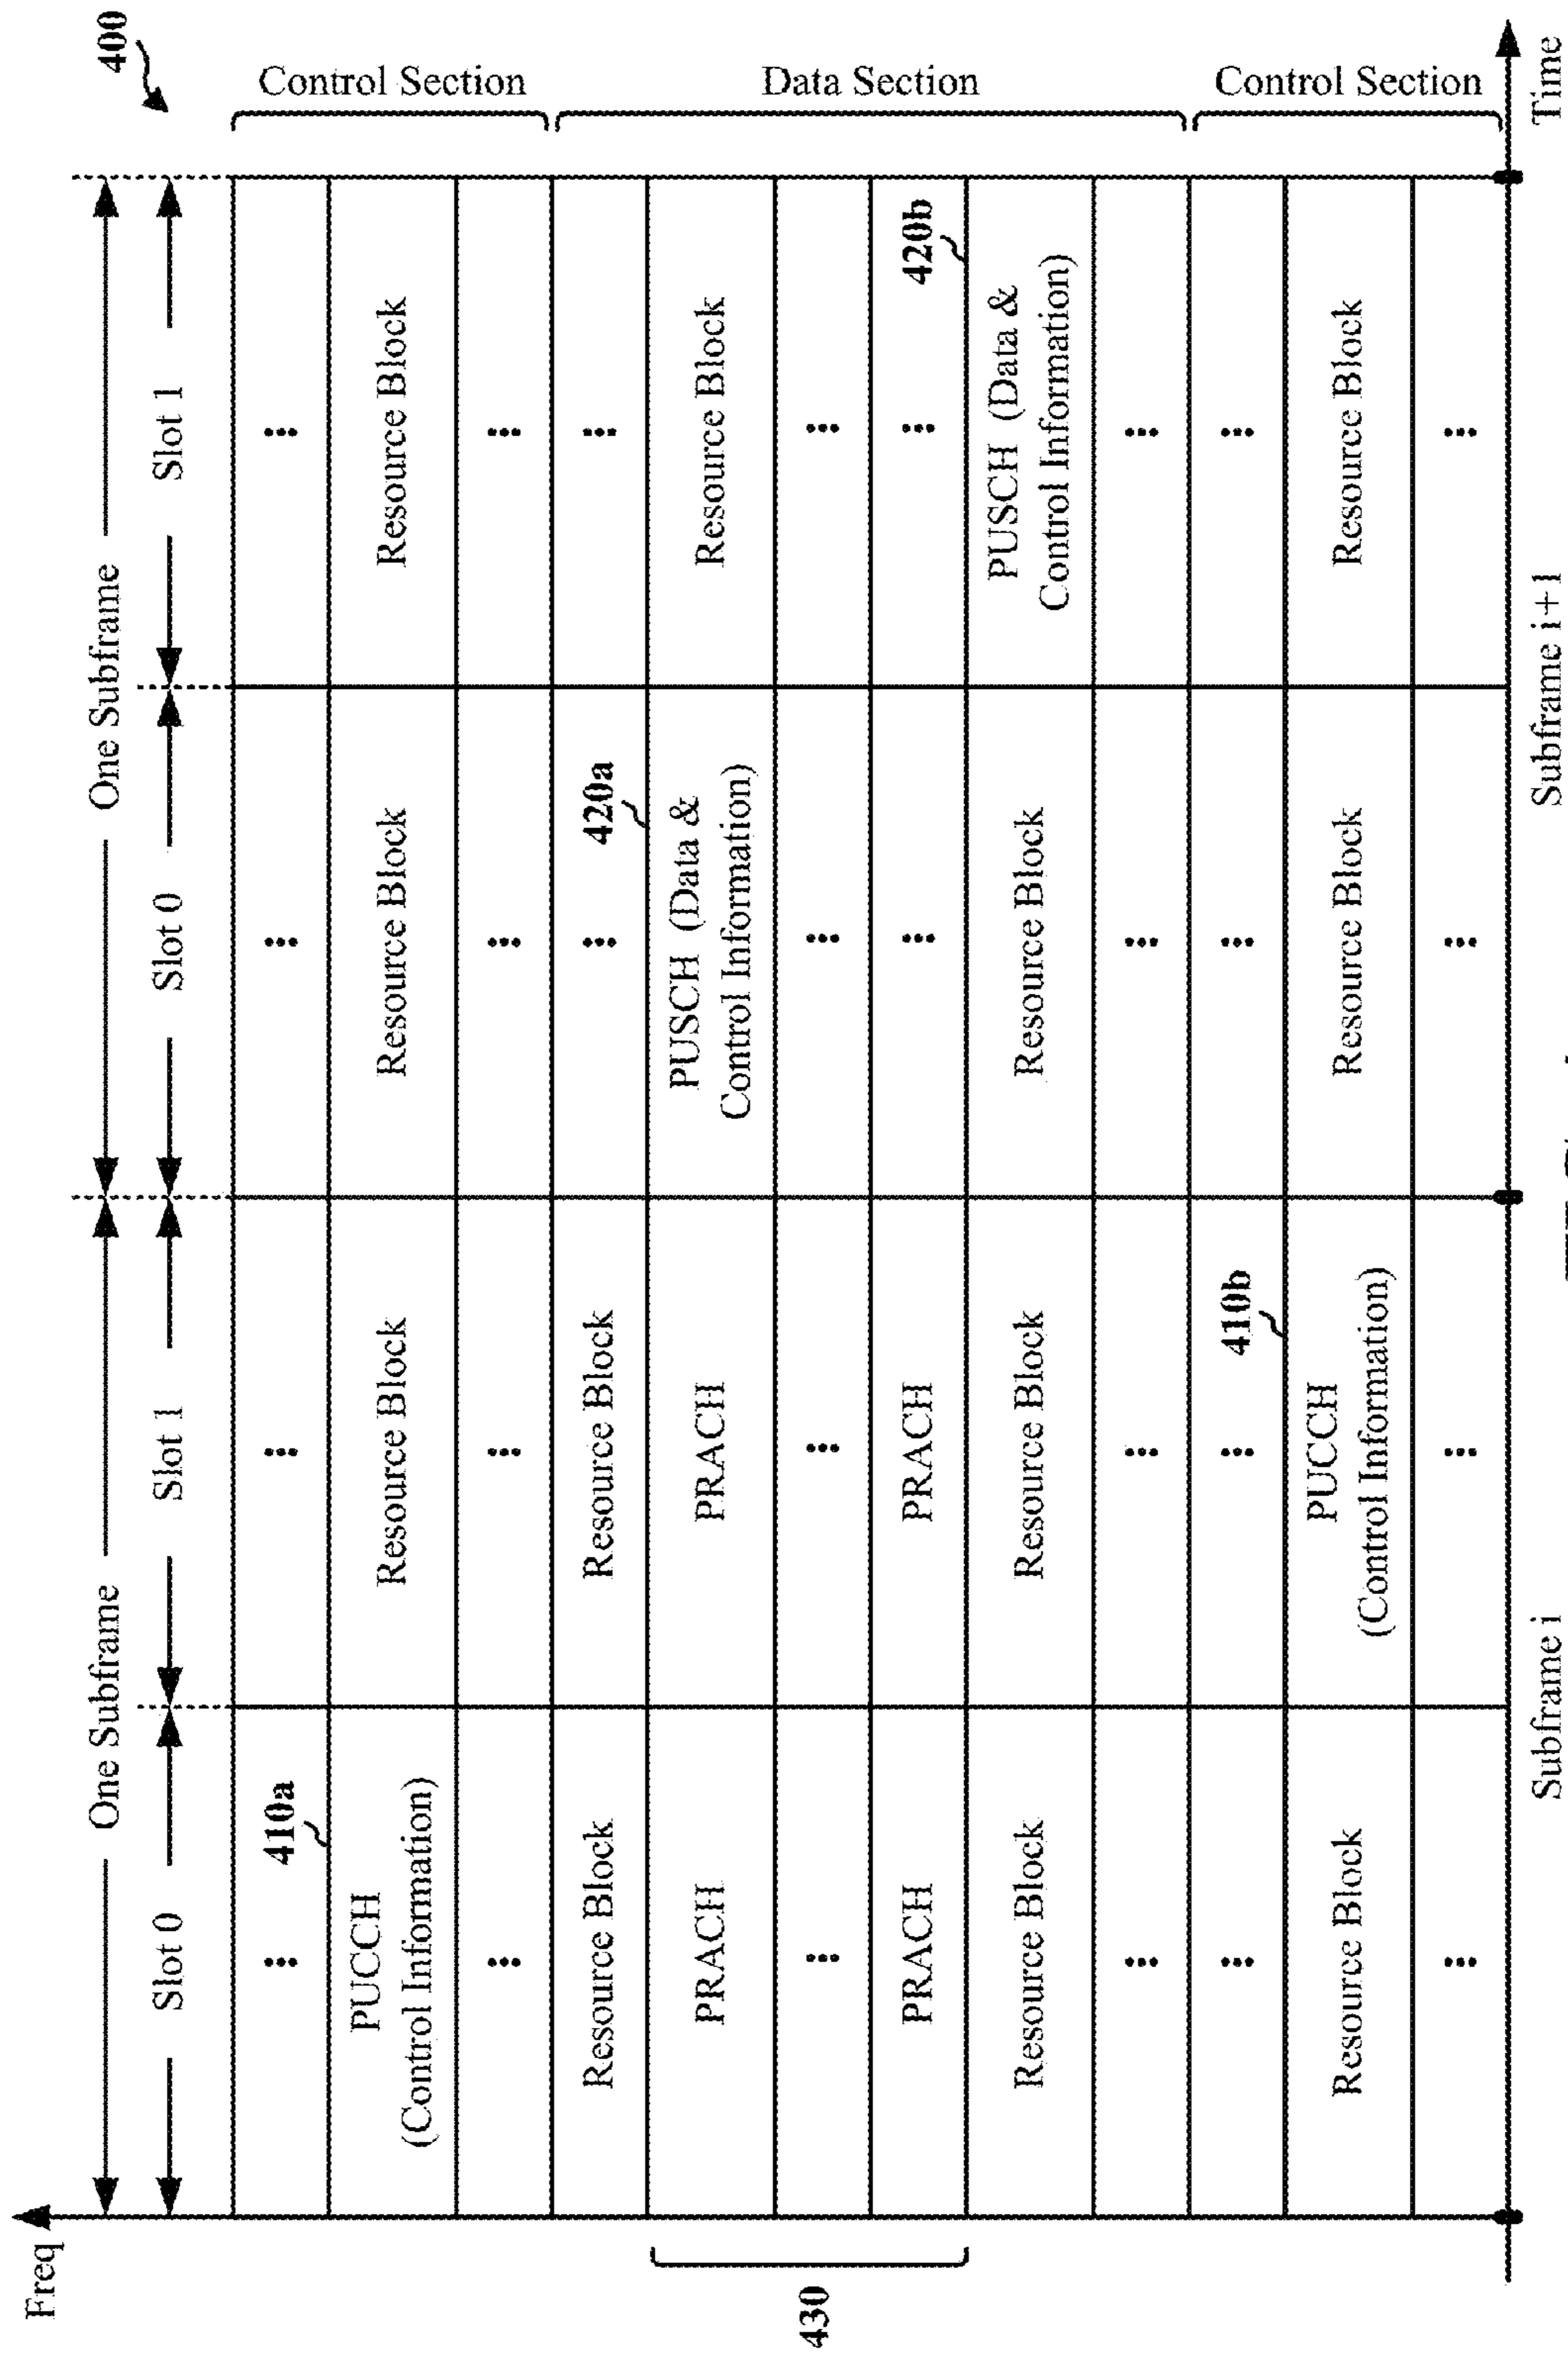 400
One Subframe
One Subframe
Slot 0
Slot 1
Slot 0
Slot 1
Freq
Control Section
Data Section
Control Section
430
⋮
⋮
⋮
⋮
410a
PUCCH
(Control Information)
Resource Block
Resource Block
Resource Block
⋮
⋮
⋮
⋮
Resource Block
Resource Block
⋮
⋮
420a
PRACH
PRACH
PUSCH (Data &
Control Information)
Resource Block
⋮
⋮
⋮
⋮
PRACH
PRACH
⋮
⋮
420b
Resource Block
Resource Block
Resource Block
PUSCH (Data &
Control Information)
⋮
⋮
⋮
⋮
⋮
⋮
410b
⋮
⋮
Resource Block
PUCCH
(Control Information)
Resource Block
Resource Block
⋮
⋮
⋮
⋮
Subframe i
Subframe i+1
Time